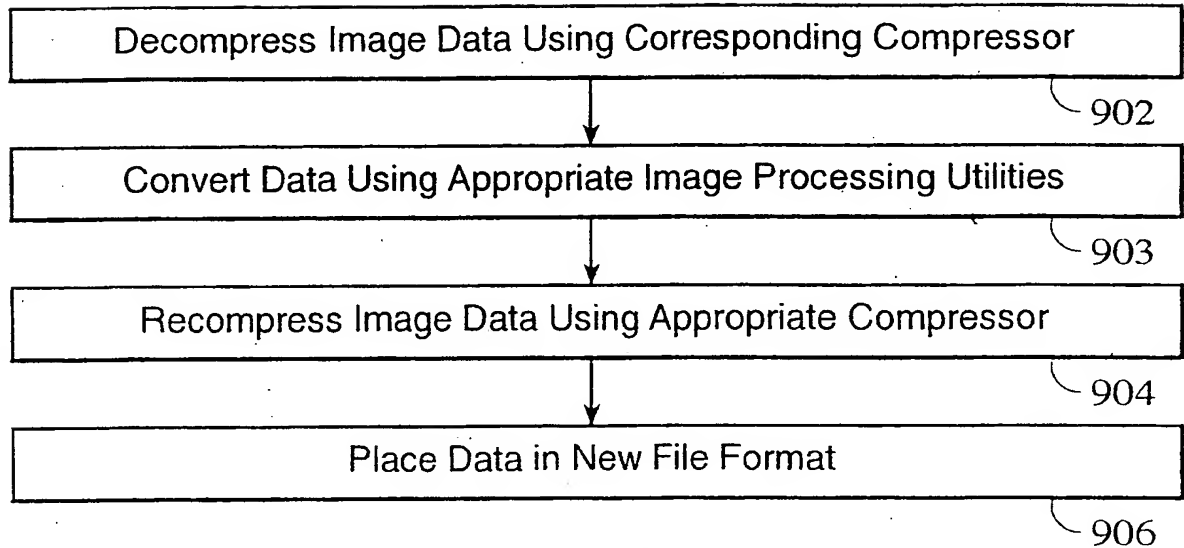 Decompress Image Data Using Corresponding Compressor
902
Convert Data Using Appropriate Image Processing Utilities
903
Recompress Image Data Using Appropriate Compressor
904
Place Data in New File Format
906